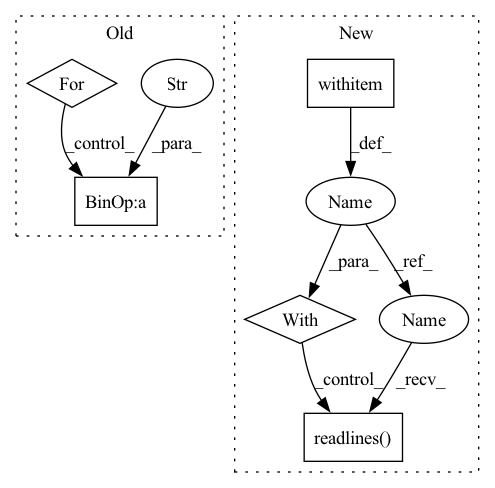 Old
New
For
Str
withitem
_control_
_para_
_def_
BinOp:a
Name
_para_
_ref_
With
Name
_control_
_recv_
readlines()